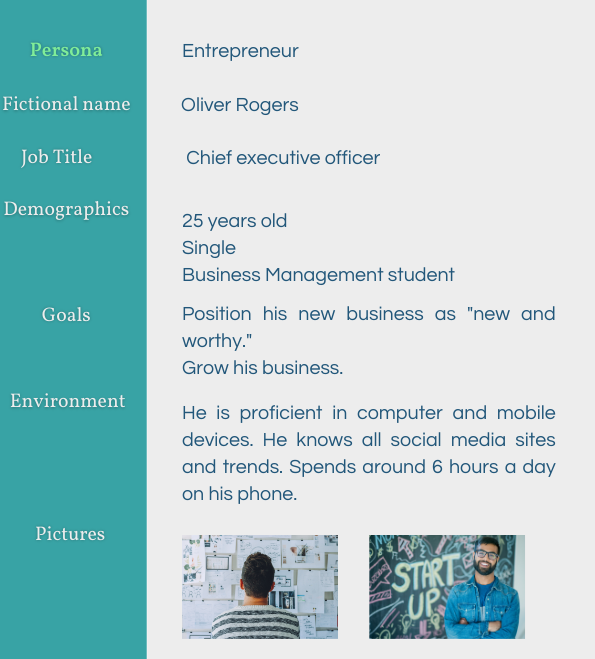 Persona
Entrepreneur
Fictional name
Oliver Rogers
Job Title
Chief executive officer
Demographics
25 years old
Single
Business Management student
Goals
Position his new business as "new and
worthy."
Grow his business.
Environment
He is proficient in computer and mobile
devices. He knows all social media sites
and trends. Spends around 6 hours a day
on his phone.
Pictures
START
UP